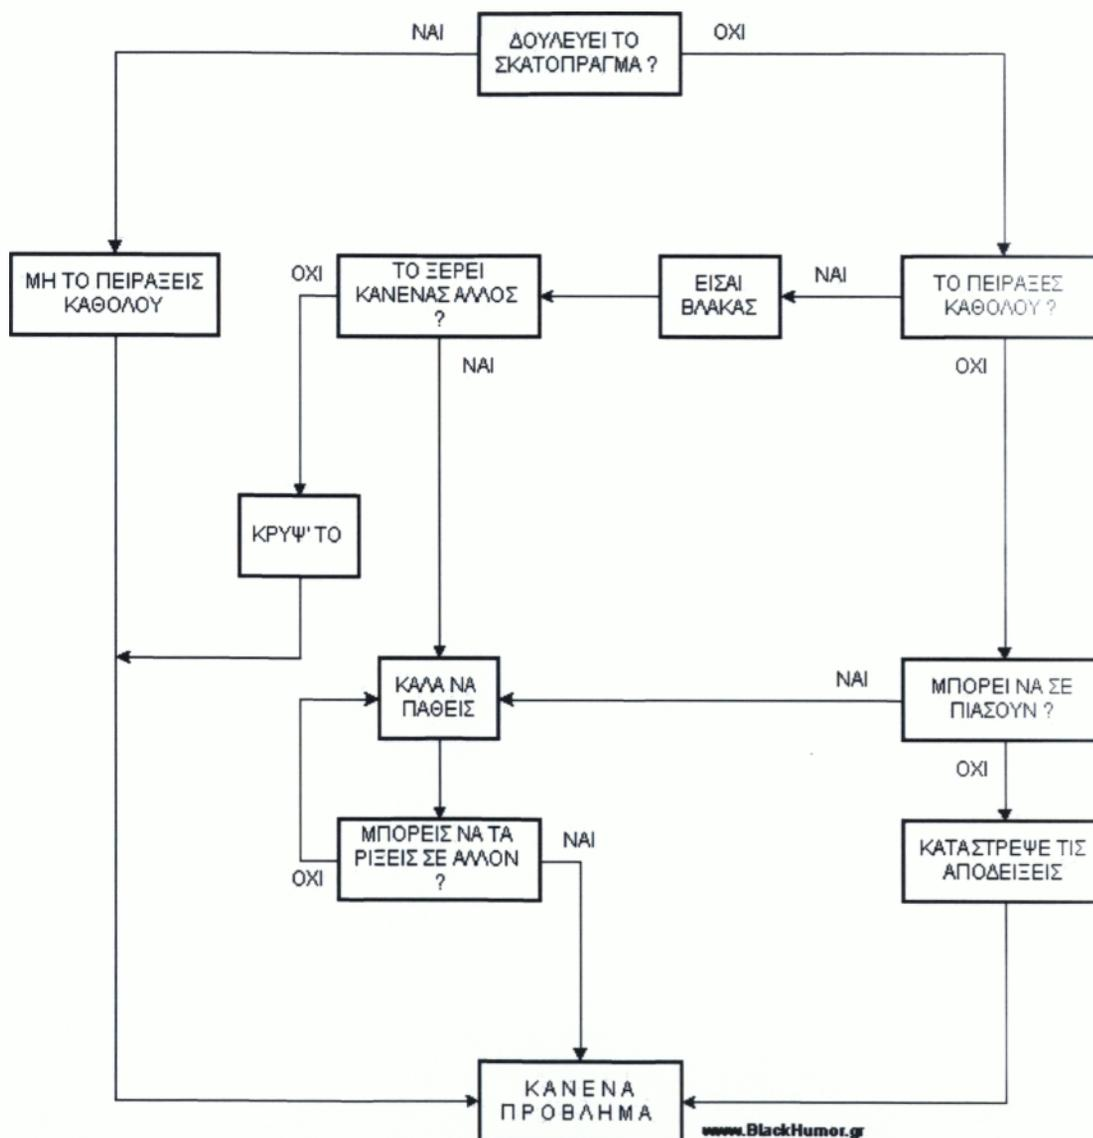 ΝΑΙ
ΔΟΥΛΕΥΕΙ ΤΟ
ΣΚΑΤΟΠΡΑΓΜΑ ?
ΟΧΙ
ΜΗ ΤΟ ΠΕΙΡΑΞΕΙΣ
ΚΑΘΟΛΟΥ
ΟΧΙ
ΤΟ ΞΕΡΕΙ
ΚΑΝΕΝΑΣ ΑΛΛΟΣ
?
ΝΑΙ
ΕΙΣΑΙ
ΒΛΑΚΑΣ
ΝΑΙ
ΤΟ ΠΕΙΡΑΞΕΣ
ΚΑΘΟΛΟΥ ?
ΟΧΙ
ΚΡΥΨ' ΤΟ
ΚΑΛΑ ΝΑ
ΠΑΘΕΙΣ
ΝΑΙ
ΜΠΟΡΕΙ ΝΑ ΣΕ
ΠΙΑΣΟΥΝ ?
ΟΧΙ
ΜΠΟΡΕΙΣ ΝΑ ΤΑ
ΡΙΞΕΙΣ ΣΕ ΑΛΛΟΝ
?
ΟΧΙ
ΝΑΙ
ΚΑΤΑΣΤΡΕΨΕ ΤΙΣ
ΑΠΟΔΕΙΞΕΙΣ
ΚΑΝΕΝΑ
ΠΡΟΒΛΗΜΑ
www.BlackHumor.gr